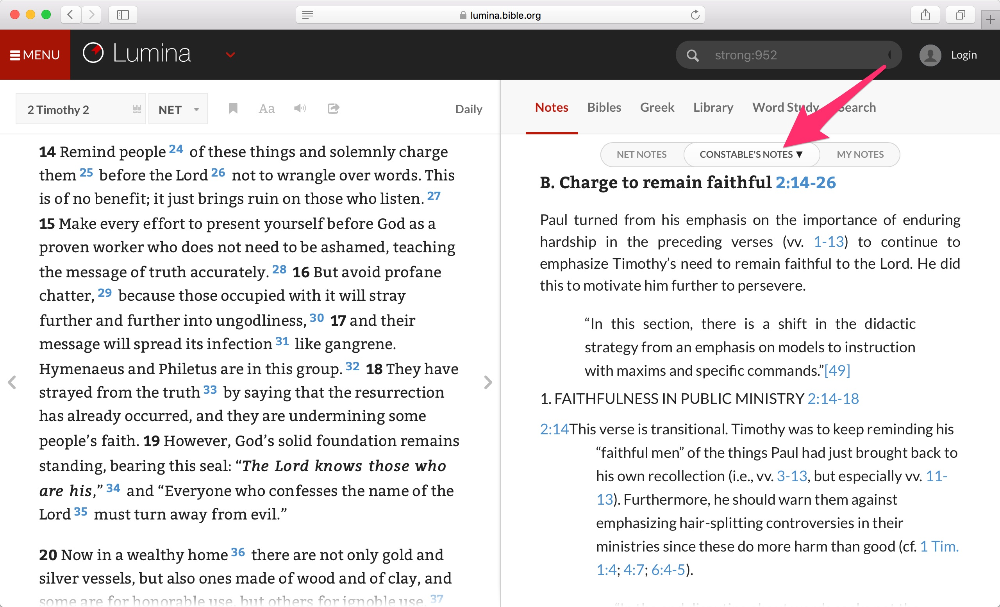 lumina.bible.org
MENU
Lumina
strong:952
Login
2 Timothy 2
NET
Aa
Daily
Notes Bibles Greek Library Word Study Search
NET NOTES
CONSTABLE'S NOTES ▼
MY NOTES
14 Remind people 24 of these things and solemnly charge
them 25 before the Lord 26 not to wrangle over words. This
is of no benefit; it just brings ruin on those who listen. 27
15 Make every effort to present yourself before God as a
proven worker who does not need to be ashamed, teaching
the message of truth accurately. 28 16 But avoid profane
chatter, 29 because those occupied with it will stray
further and further into ungodliness, 30 17 and their
message will spread its infection 31 like gangrene.
Hymenaeus and Philetus are in this group. 32 18 They have
strayed from the truth 33 by saying that the resurrection
has already occurred, and they are undermining some
people’s faith. 19 However, God’s solid foundation remains
standing, bearing this seal: “The Lord knows those who
are his,” 34 and “Everyone who confesses the name of the
Lord 35 must turn away from evil.”
20 Now in a wealthy home 36 there are not only gold and
silver vessels, but also ones made of wood and of clay, and
some are for honorable use, but others for ignoble use. 37
B. Charge to remain faithful 2:14-26
Paul turned from his emphasis on the importance of enduring
hardship in the preceding verses (vv. 1-13) to continue to
emphasize Timothy’s need to remain faithful to the Lord. He did
this to motivate him further to persevere.
“In this section, there is a shift in the didactic
strategy from an emphasis on models to instruction
with maxims and specific commands.”[49]
1. FAITHFULNESS IN PUBLIC MINISTRY 2:14-18
2:14This verse is transitional. Timothy was to keep reminding his
“faithful men” of the things Paul had just brought back to
his own recollection (i.e., vv. 3-13, but especially vv. 11-
13). Furthermore, he should warn them against
emphasizing hair-splitting controversies in their
ministries since these do more harm than good (cf. 1 Tim.
1:4; 4:7; 6:4-5).